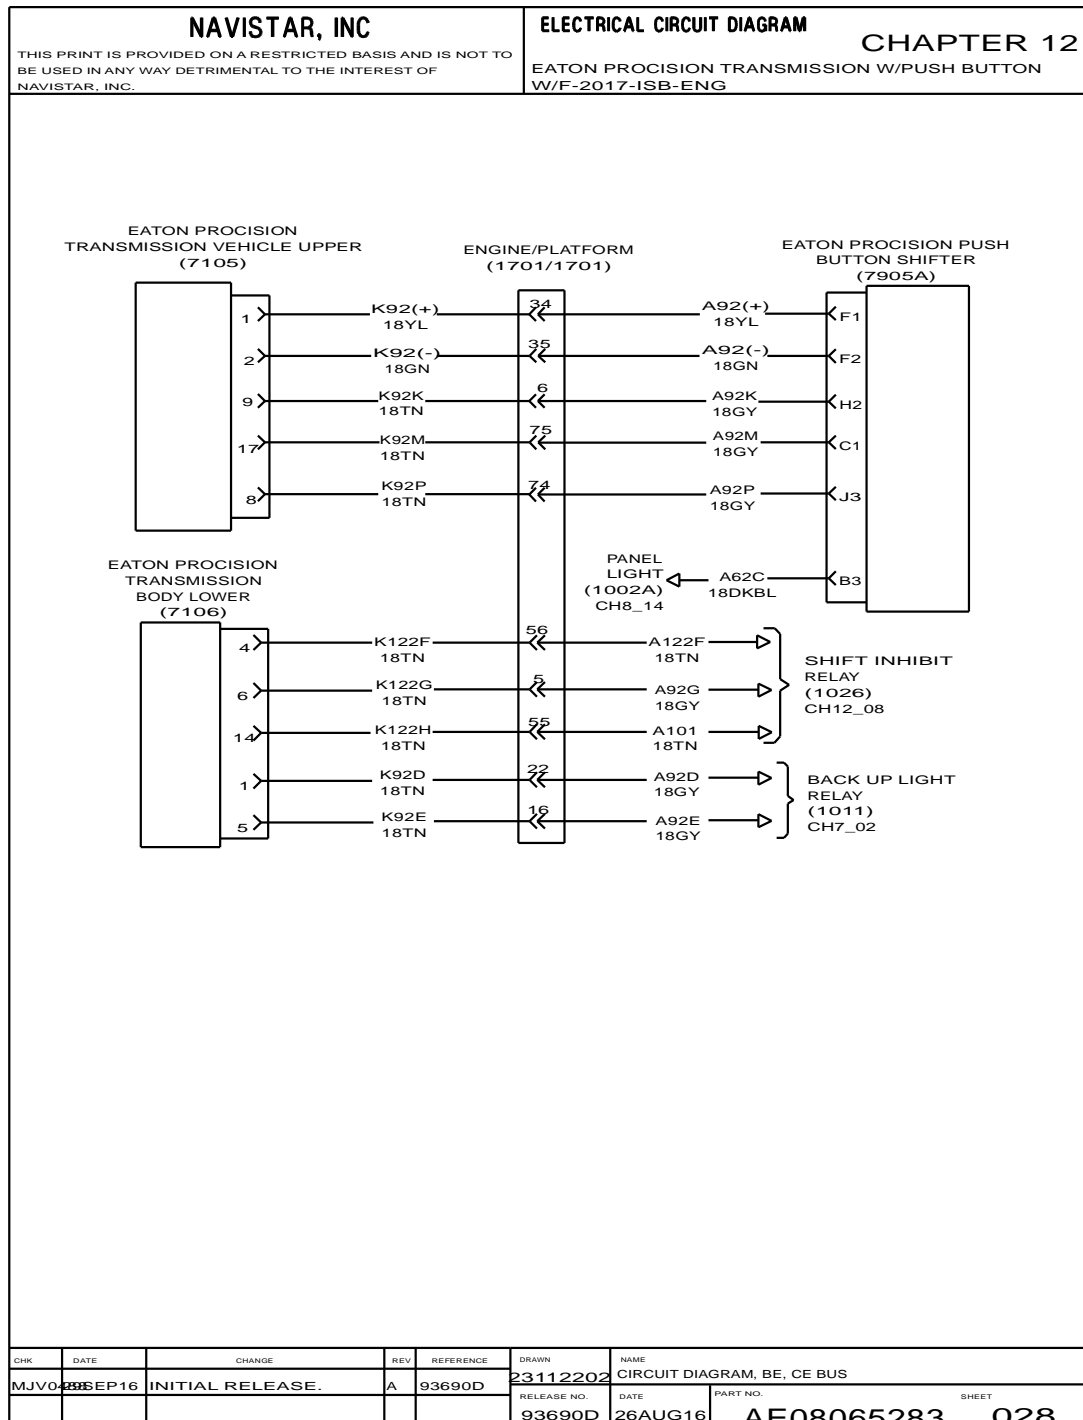 NAVISTAR, INC
THIS PRINT IS PROVIDED ON A RESTRICTED BASIS AND IS NOT TO
BE USED IN ANY WAY DETRIMENTAL TO THE INTEREST OF
NAVISTAR, INC.
ELECTRICAL CIRCUIT DIAGRAM
CHAPTER 12
EATON PROCISION TRANSMISSION W/PUSH BUTTON
W/F-2017-ISB-ENG
EATON PROCISION
TRANSMISSION VEHICLE UPPER
(7105)
ENGINE/PLATFORM
(1701/1701)
EATON PROCISION PUSH
BUTTON SHIFTER
(7905A)
1 K92(+) 34 A92(+) F1
18YL 18YL
2 K92(-) 35 A92(-) F2
18GN 18GN
9 K92K 6 A92K H2
18TN 18GY
17 K92M 75 A92M C1
18TN 18GY
8 K92P 74 A92P J3
18TN 18GY
PANEL
LIGHT
(1002A)
CH8_14
A62C B3
18DKBL
EATON PROCISION
TRANSMISSION
BODY LOWER
(7106)
4 K122F 56 A122F
18TN 18TN
6 K122G 5 A92G
18TN 18GY
14 K122H 55 A101
18TN 18TN
SHIFT INHIBIT
RELAY
(1026)
CH12_08
1 K92D 22 A92D
18TN 18GY
5 K92E 16 A92E
18TN 18GY
BACK UP LIGHT
RELAY
(1011)
CH7_02
CHK DATE CHANGE REV REFERENCE DRAWN NAME
SEP16 INITIAL RELEASE. A 93690D 23112202 CIRCUIT DIAGRAM, BE, CE BUS
RELEASE NO. DATE PART NO. SHEET
93690D 26AUG16 AE08065283 028